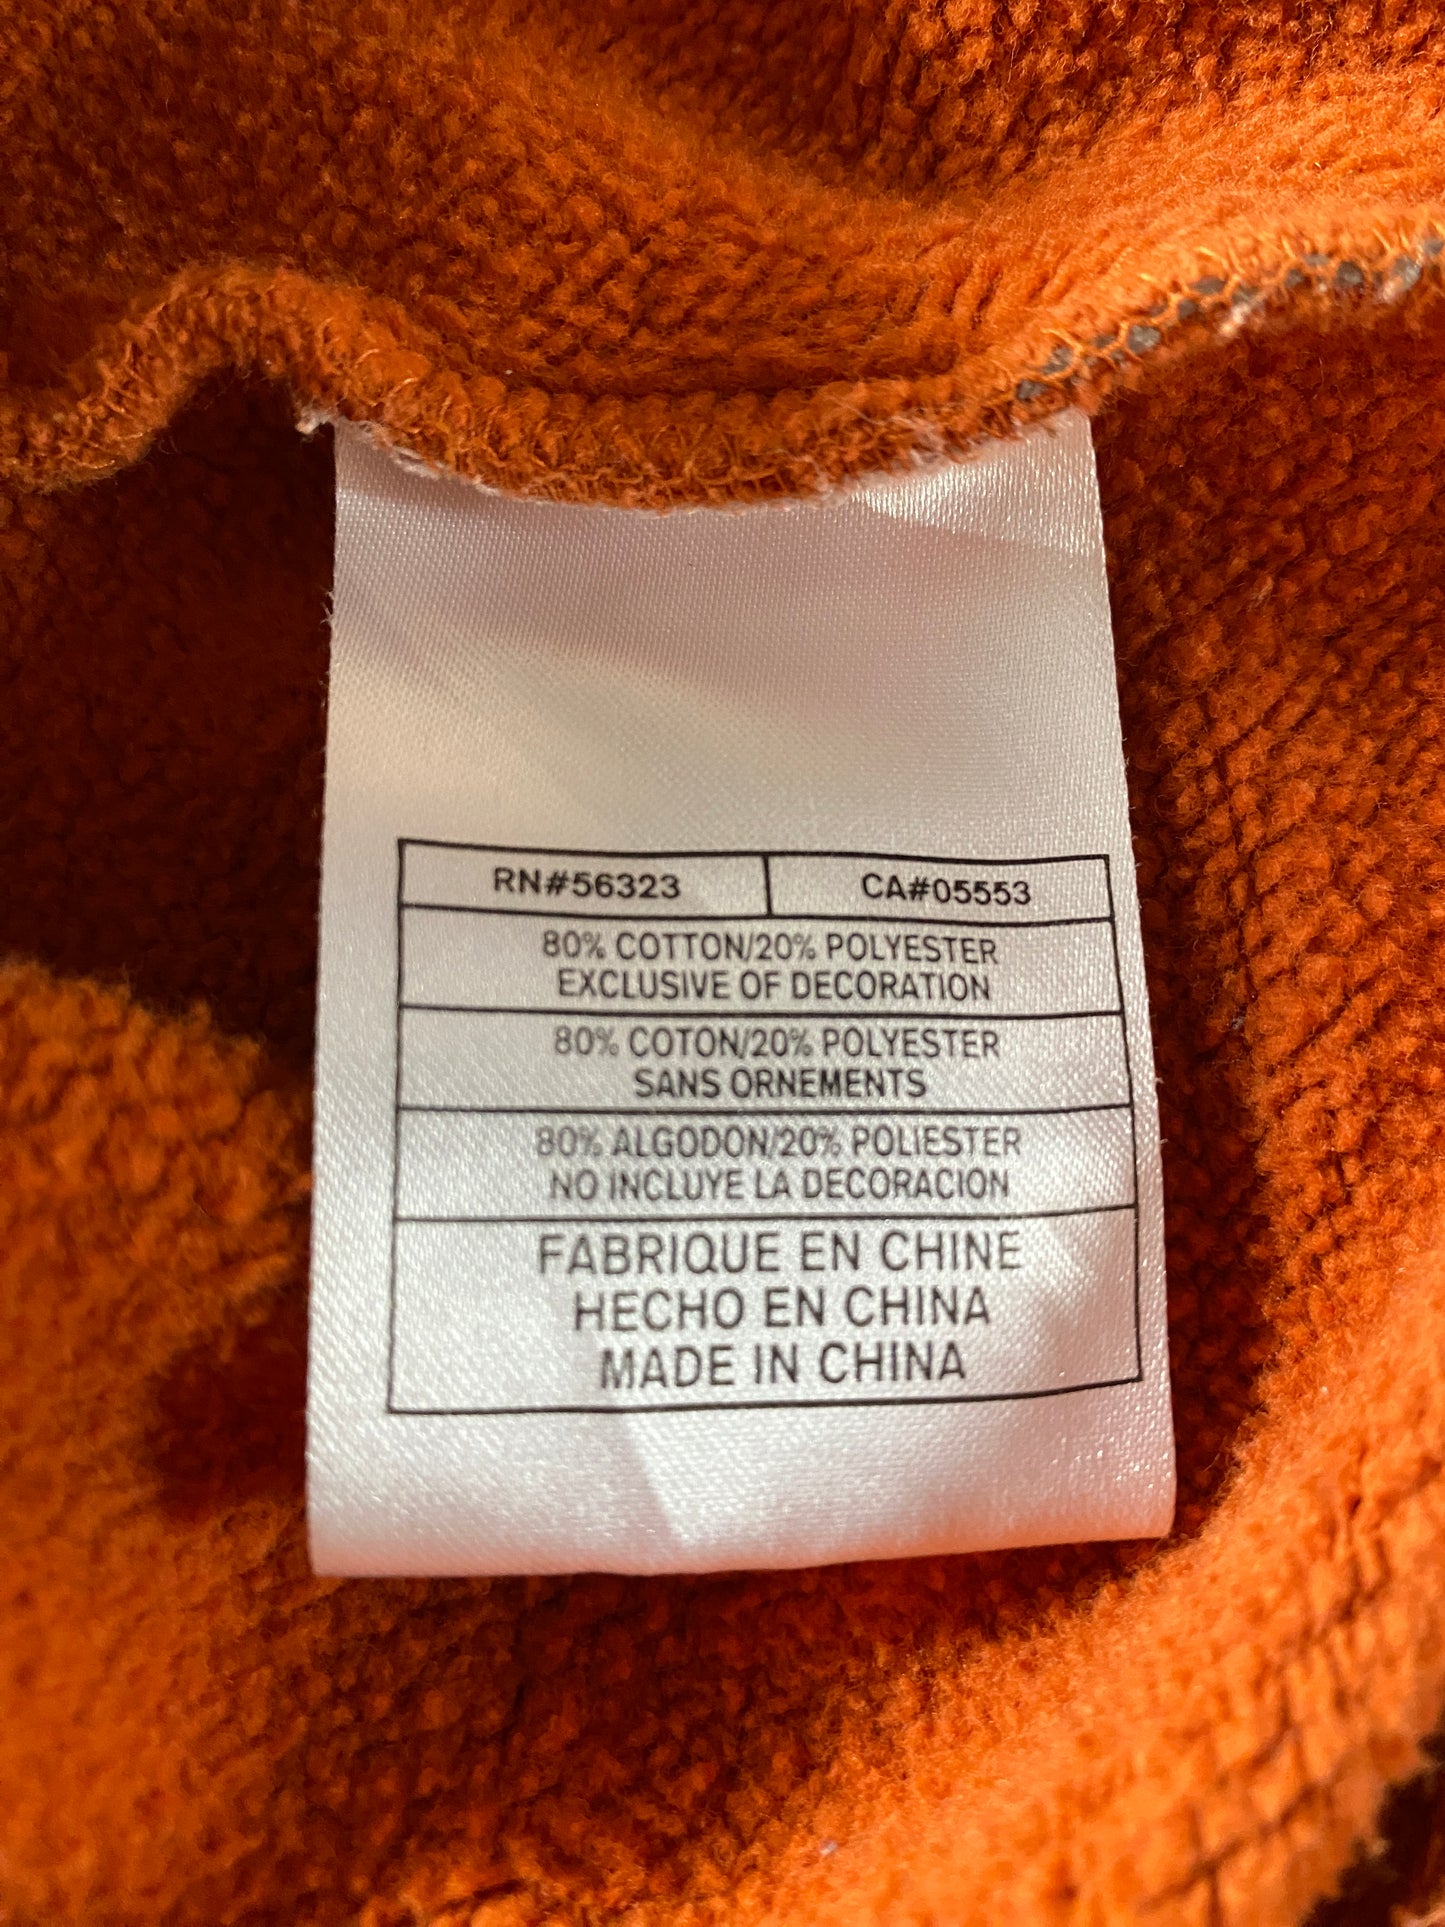 RN#56323 CA#05553
80% COTTON/20% POLYESTER
EXCLUSIVE OF DECORATION
80% COTON/20% POLYESTER
SANS ORNEMENTS
80% ALGODON/20% POLIESTER
NO INCLUYE LA DECORACION
FABRIQUE EN CHINE
HECHO EN CHINA
MADE IN CHINA